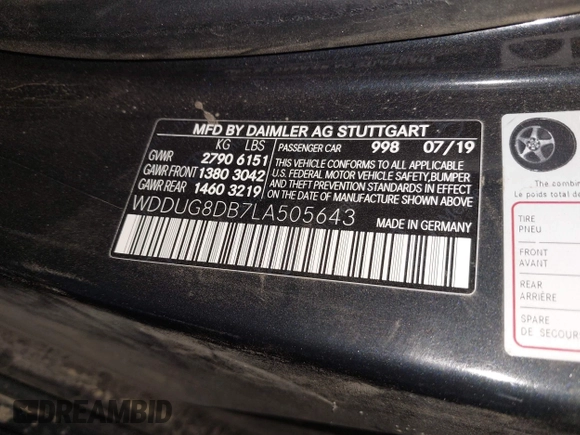 MFD BY DAIMLER AG STUTTGART
KG LBS PASSENGER CAR 998 07/19
GVWR 2790 6151
GAWR FRONT 1380 3042
GAWR REAR 1460 3219
THIS VEHICLE CONFORMS TO ALL APPLICABLE
U.S. FEDERAL MOTOR VEHICLE SAFETY, BUMPER
AND THEFT PREVENTION STANDARDS IN EFFECT
ON THE DATE OF MANUFACTURE SHOWN ABOVE.
WDDUG8DB7LA505643
MADE IN GERMANY
The combined
Le poids total de
TIRE
PNEU
FRONT
AVANT
REAR
ARRIÈRE
SPARE
DE SECOURS
DREAMBID